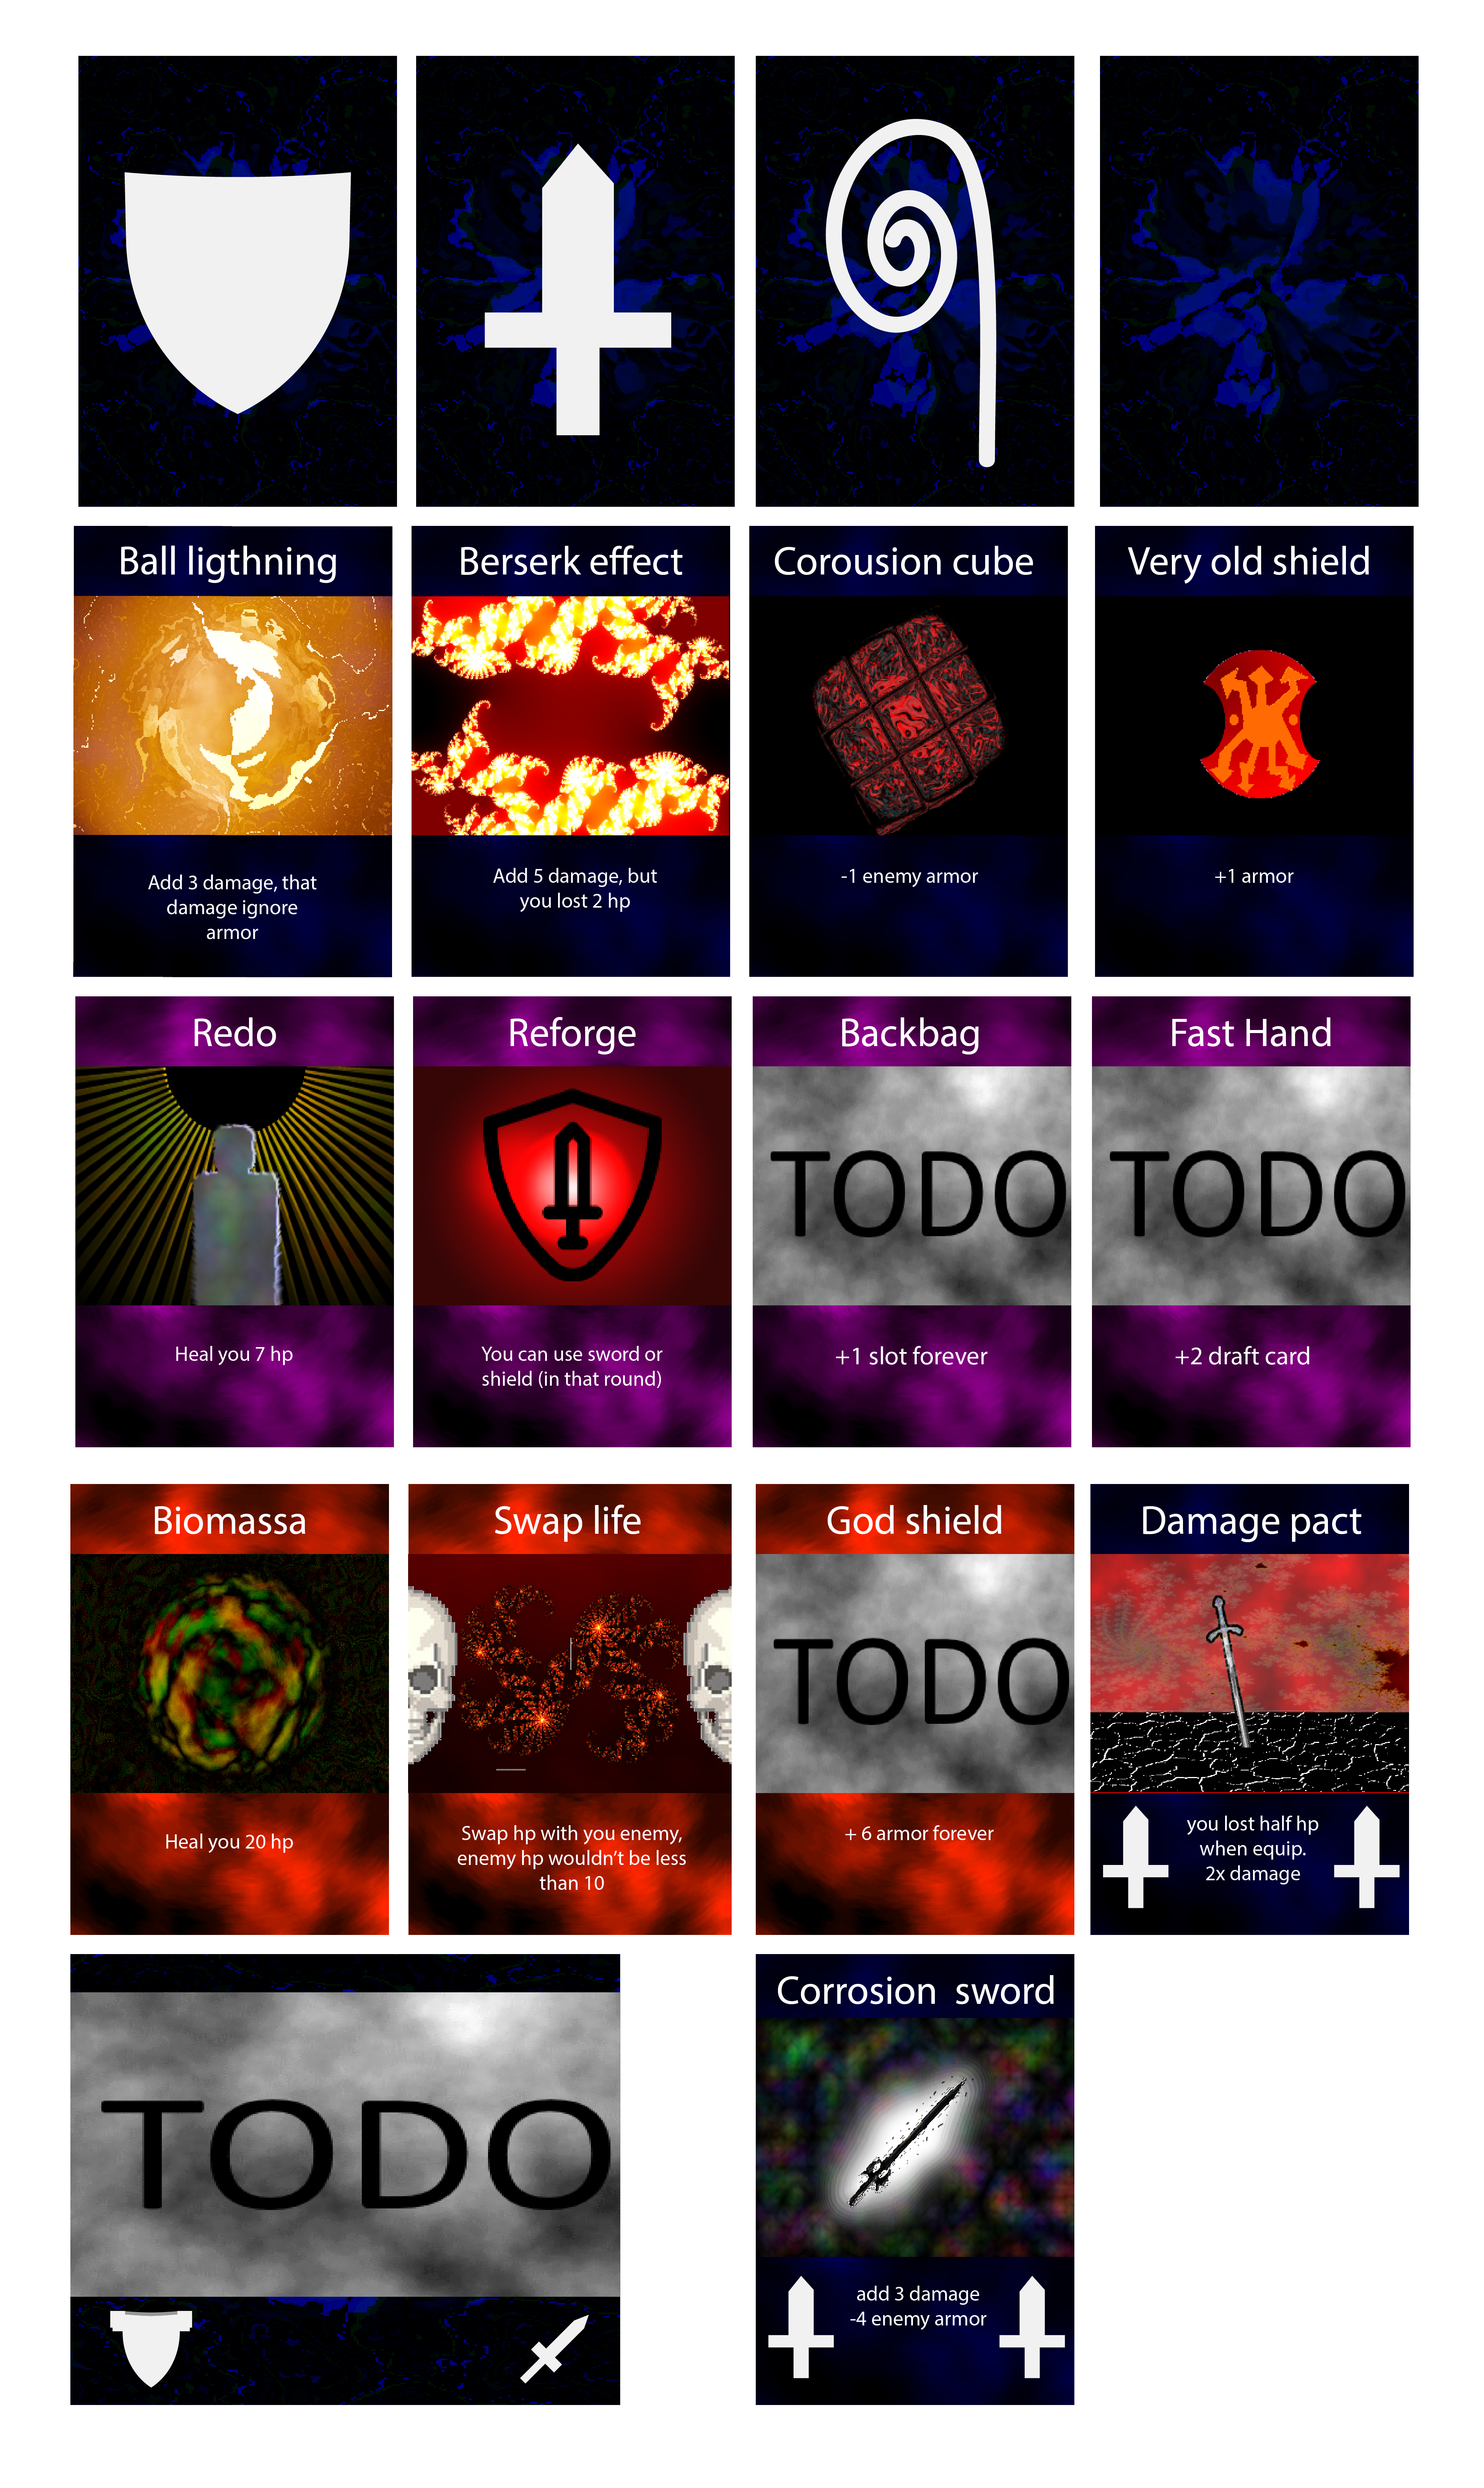 Ball ligthning
Berserk effect
Corousion cube
Very old shield
Add 3 damage, that
damage ignore
armor
Add 5 damage, but
you lost 2 hp
-1 enemy armor
+1 armor
Redo
Reforge
Backbag
Fast Hand
TODO
TODO
Heal you 7 hp
You can use sword or
shield (in that round)
+1 slot forever
+2 draft card
Biomassa
Swap life
God shield
Damage pact
TODO
Heal you 20 hp
Swap hp with you enemy,
enemy hp wouldn't be less
than 10
+ 6 armor forever
you lost half hp
when equip.
2x damage
TODO
Corrosion sword
add 3 damage
-4 enemy armor